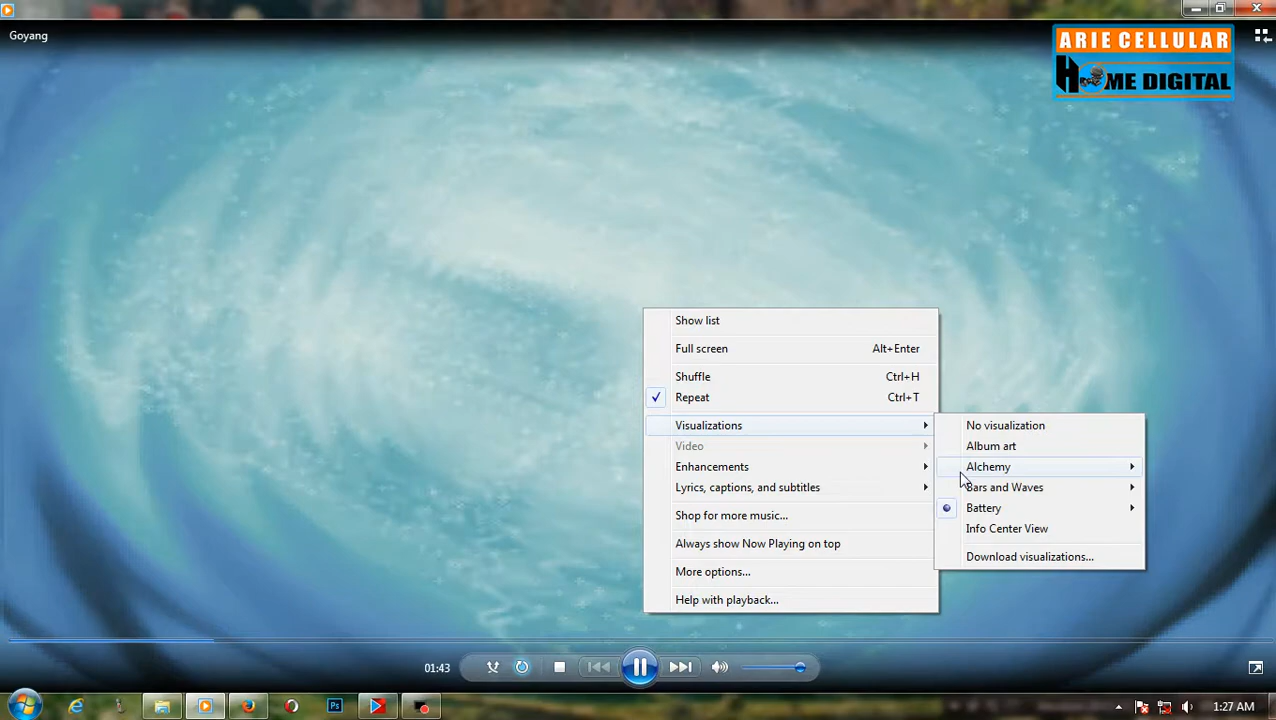 Goyang
ARIE CELLULAR
HOME DIGITAL
Show list
Full screen Alt+Enter
Shuffle Ctrl+H
Repeat Ctrl+T
Visualizations
Video
Enhancements
Lyrics, captions, and subtitles
Shop for more music...
Always show Now Playing on top
More options...
Help with playback...
No visualization
Album art
Alchemy
Bars and Waves
Battery
Info Center View
Download visualizations...
01:43
Ps
1:27 AM